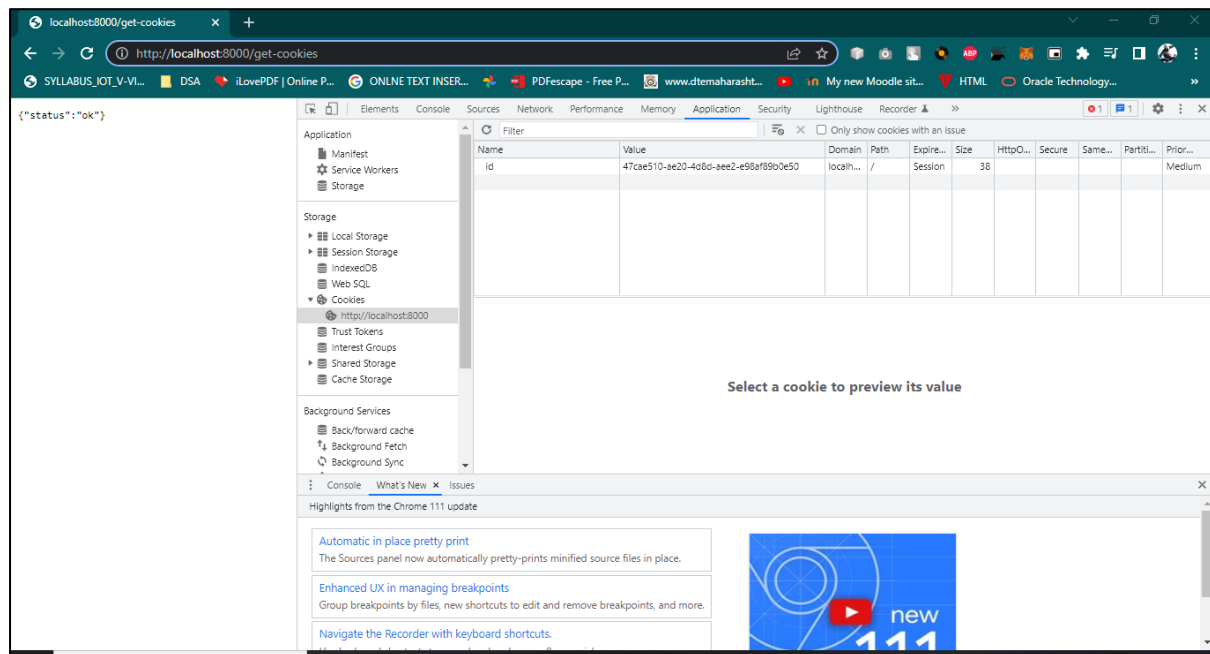 localhost:8000/get-cookies
http://localhost:8000/get-cookies
SYLLABUS_IOT_V-VI... DSA iLovePDF | Online P... ONLNE TEXT INSER... PDFescape - Free P... www.dtemaharasht... My new Moodle sit... HTML Oracle Technology... »
{"status":"ok"}
Elements Console Sources Network Performance Memory Application Security Lighthouse Recorder » 1 1
Application
Manifest
Service Workers
Storage
Storage
Local Storage
Session Storage
IndexedDB
Web SQL
Cookies
http://localhost:8000
Trust Tokens
Interest Groups
Shared Storage
Cache Storage
Background Services
Back/forward cache
Background Fetch
Background Sync
Filter Only show cookies with an issue
Name Value Domain Path Expire... Size HttpO... Secure Same... Partiti... Prior...
id 47cae510-ae20-4d8d-aee2-e98af89b0e50 localh... / Session 38 Medium
Select a cookie to preview its value
Console What's New Issues
Highlights from the Chrome 111 update
Automatic in place pretty print
The Sources panel now automatically pretty-prints minified source files in place.
Enhanced UX in managing breakpoints
Group breakpoints by files, new shortcuts to edit and remove breakpoints, and more.
Navigate the Recorder with keyboard shortcuts.
new
111
ABP